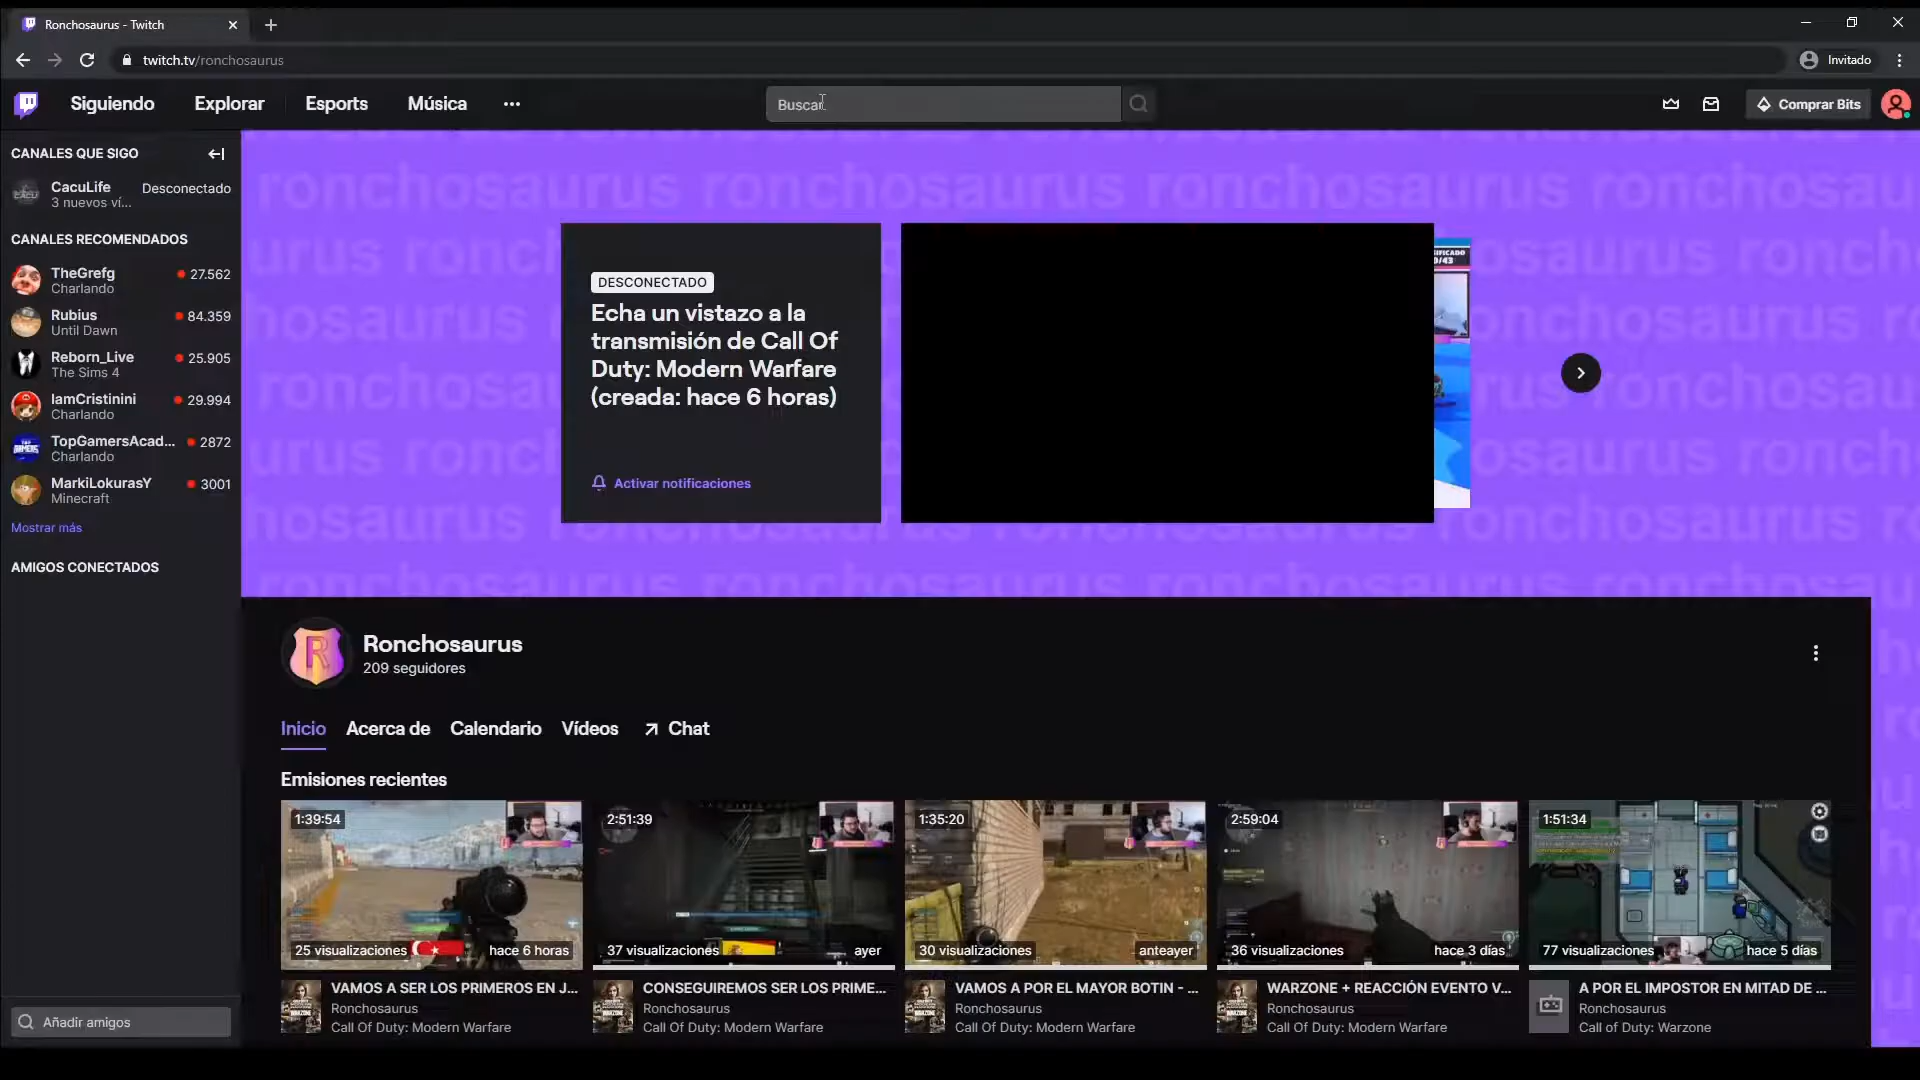 Ronchosaurus - Twitch
twitch.tv/ronchosaurus
Invitado
Siguiendo
Explorar
Esports
Música
Buscar
Comprar Bits
CANALES QUE SIGO
CacuLife
Desconectado
3 nuevos ví...
CANALES RECOMENDADOS
TheGrefg
27.562
Charlando
Rubius
84.359
Until Dawn
Reborn_Live
25.905
The Sims 4
IamCristinini
29.994
Charlando
TopGamersAcad...
2872
Charlando
MarkiLokurasY
3001
Minecraft
Mostrar más
AMIGOS CONECTADOS
Añadir amigos
ronchosaurus ronchosaurus ronchosaurus ronchosau
DESCONECTADO
Echa un vistazo a la
transmisión de Call Of
Duty: Modern Warfare
(creada: hace 6 horas)
Activar notificaciones
Ronchosaurus
209 seguidores
Inicio
Acerca de
Calendario
Vídeos
Chat
Emisiones recientes
1:39:54
25 visualizaciones
hace 6 horas
VAMOS A SER LOS PRIMEROS EN J...
Ronchosaurus
Call Of Duty: Modern Warfare
2:51:39
37 visualizaciones
ayer
CONSEGUIREMOS SER LOS PRIME...
Ronchosaurus
Call Of Duty: Modern Warfare
1:35:20
30 visualizaciones
anteayer
VAMOS A POR EL MAYOR BOTIN - ...
Ronchosaurus
Call Of Duty: Modern Warfare
2:59:04
36 visualizaciones
hace 3 días
WARZONE + REACCIÓN EVENTO V...
Ronchosaurus
Call Of Duty: Modern Warfare
1:51:34
77 visualizaciones
hace 5 días
A POR EL IMPOSTOR EN MITAD DE ...
Ronchosaurus
Call of Duty: Warzone